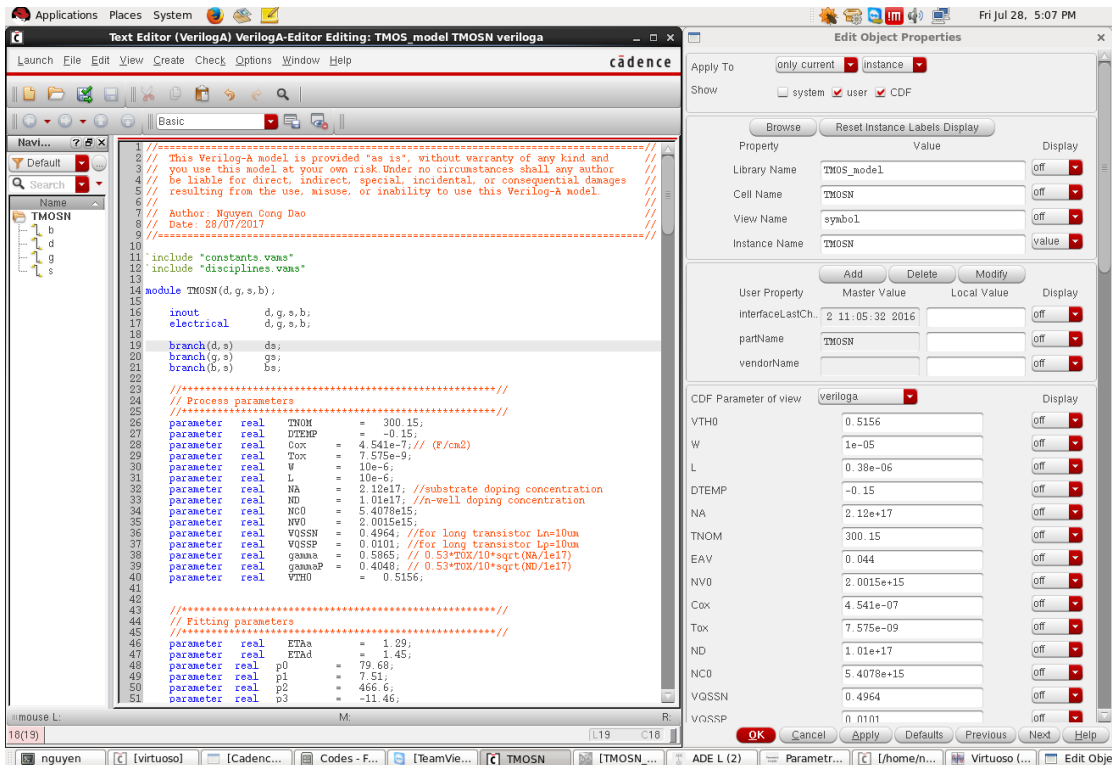 Applications Places System Fri Jul 28, 5:07 PM
Text Editor (VerilogA) VerilogA-Editor Editing: TMOS_model TMOSN veriloga
Launch File Edit View Create Check Options Window Help cādence
Basic
Navi...
Default
Search
Name
TMOSN
b
d
g
s
1 //=================================================================================//
2 // This Verilog-A model is provided "as is", without warranty of any kind and //
3 // you use this model at your own risk.Under no circumstances shall any author //
4 // be liable for direct, indirect, special, incidental, or consequential damages //
5 // resulting from the use, misuse, or inability to use this Verilog-A model. //
6 // //
7 // Author: Nguyen Cong Dao //
8 // Date: 28/07/2017 //
9 //=================================================================================//
10
11 `include "constants.vams"
12 `include "disciplines.vams"
13
14 module TMOSN(d,g,s,b);
15
16 inout d,g,s,b;
17 electrical d,g,s,b;
18
19 branch(d,s) ds;
20 branch(g,s) gs;
21 branch(b,s) bs;
22
23 //*****************************************************//
24 // Process parameters
25 //*****************************************************//
26 parameter real TNOM = 300.15;
27 parameter real DTEMP = -0.15;
28 parameter real Cox = 4.541e-7;// (F/cm2)
29 parameter real Tox = 7.575e-9;
30 parameter real W = 10e-6;
31 parameter real L = 10e-6;
32 parameter real NA = 2.12e17; //substrate doping concentration
33 parameter real ND = 1.01e17; //n-well doping concentration
34 parameter real NC0 = 5.4078e15;
35 parameter real NV0 = 2.0015e15;
36 parameter real VQSSN = 0.4964; //for long transistor Ln=10um
37 parameter real VQSSP = 0.0101; //for long transistor Lp=10um
38 parameter real gamma = 0.5865; // 0.53*TOX/10*sqrt(NA/1e17)
39 parameter real gammaP = 0.4048; // 0.53*TOX/10*sqrt(ND/1e17)
40 parameter real VTH0 = 0.5156;
41
42
43 //*****************************************************//
44 // Fitting parameters
45 //*****************************************************//
46 parameter real ETAa = 1.29;
47 parameter real ETAd = 1.45;
48 parameter real p0 = 79.68;
49 parameter real p1 = 7.51;
50 parameter real p2 = 466.6;
51 parameter real p3 = -11.46;
mouse L: M: R:
18(19) L19 C18
Edit Object Properties
Apply To only current instance
Show system user CDF
Browse Reset Instance Labels Display
Property Value Display
Library Name TMOS_model off
Cell Name TMOSN off
View Name symbol off
Instance Name TMOSN value
Add Delete Modify
User Property Master Value Local Value Display
interfaceLastCh.. 2 11:05:32 2016 off
partName TMOSN off
vendorName off
CDF Parameter of view veriloga Display
VTH0 0.5156 off
W 1e-05 off
L 0.38e-06 off
DTEMP -0.15 off
NA 2.12e+17 off
TNOM 300.15 off
EAV 0.044 off
NV0 2.0015e+15 off
Cox 4.541e-07 off
Tox 7.575e-09 off
ND 1.01e+17 off
NC0 5.4078e+15 off
VQSSN 0.4964 off
VQSSP 0.0101 off
OK Cancel Apply Defaults Previous Next Help
nguyen [virtuoso] [Cadenc... Codes - F... [TeamVie... TMOSN [TMOSN_... ADE L (2) Parametr... [/home/n... Virtuoso (... Edit Obje